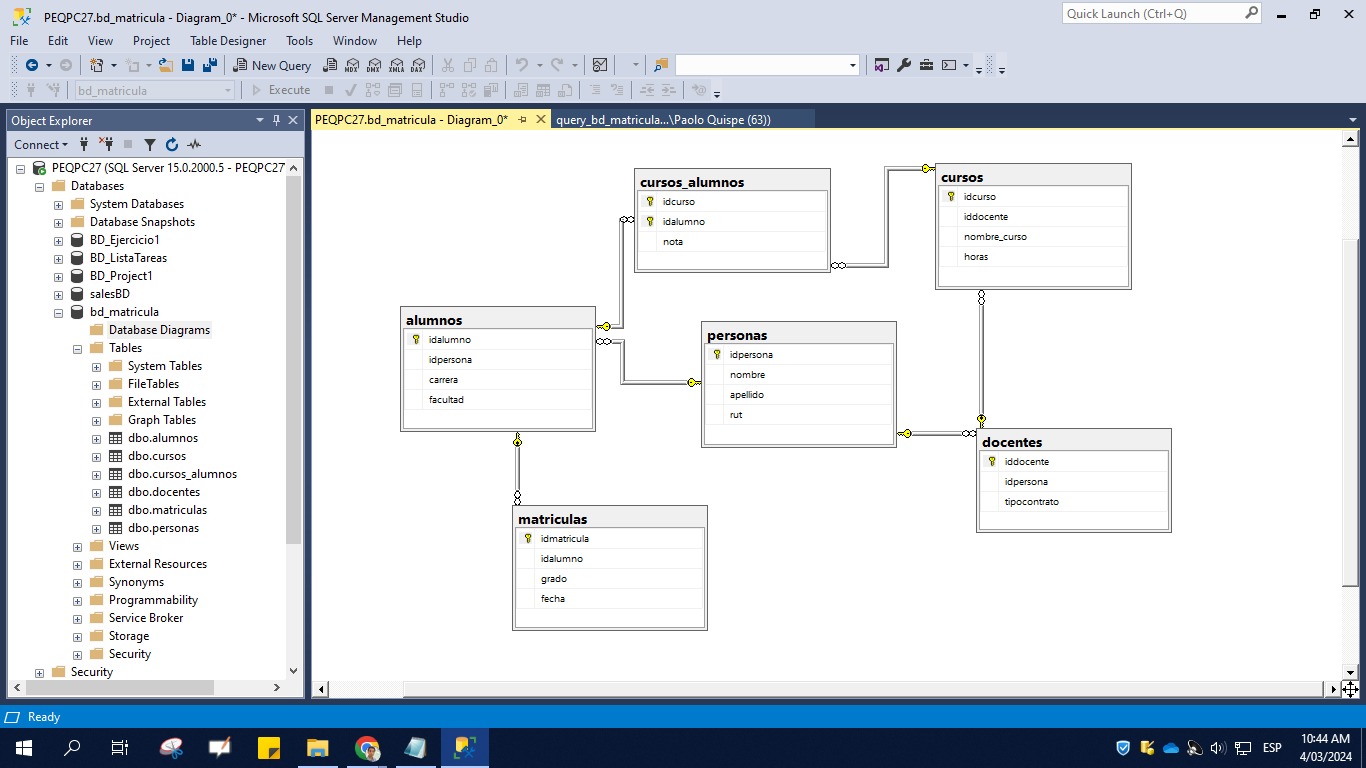 PEQPC27.bd_matricula - Diagram_0* - Microsoft SQL Server Management Studio
Quick Launch (Ctrl+Q)
File Edit View Project Table Designer Tools Window Help
New Query
MDX DMX XMLA DAX
bd_matricula
Execute
Object Explorer
PEQPC27.bd_matricula - Diagram_0*
query_bd_matricula...\Paolo Quispe (63))
Connect
PEQPC27 (SQL Server 15.0.2000.5 - PEQPC27
Databases
System Databases
Database Snapshots
BD_Ejercicio1
BD_ListaTareas
BD_Project1
salesBD
bd_matricula
Database Diagrams
Tables
System Tables
FileTables
External Tables
Graph Tables
dbo.alumnos
dbo.cursos
dbo.cursos_alumnos
dbo.docentes
dbo.matriculas
dbo.personas
Views
External Resources
Synonyms
Programmability
Service Broker
Storage
Security
Security
cursos_alumnos
idcurso
idalumno
nota
cursos
idcurso
iddocente
nombre_curso
horas
alumnos
idalumno
idpersona
carrera
facultad
personas
idpersona
nombre
apellido
rut
docentes
iddocente
idpersona
tipocontrato
matriculas
idmatricula
idalumno
grado
fecha
Ready
ESP
10:44 AM
4/03/2024